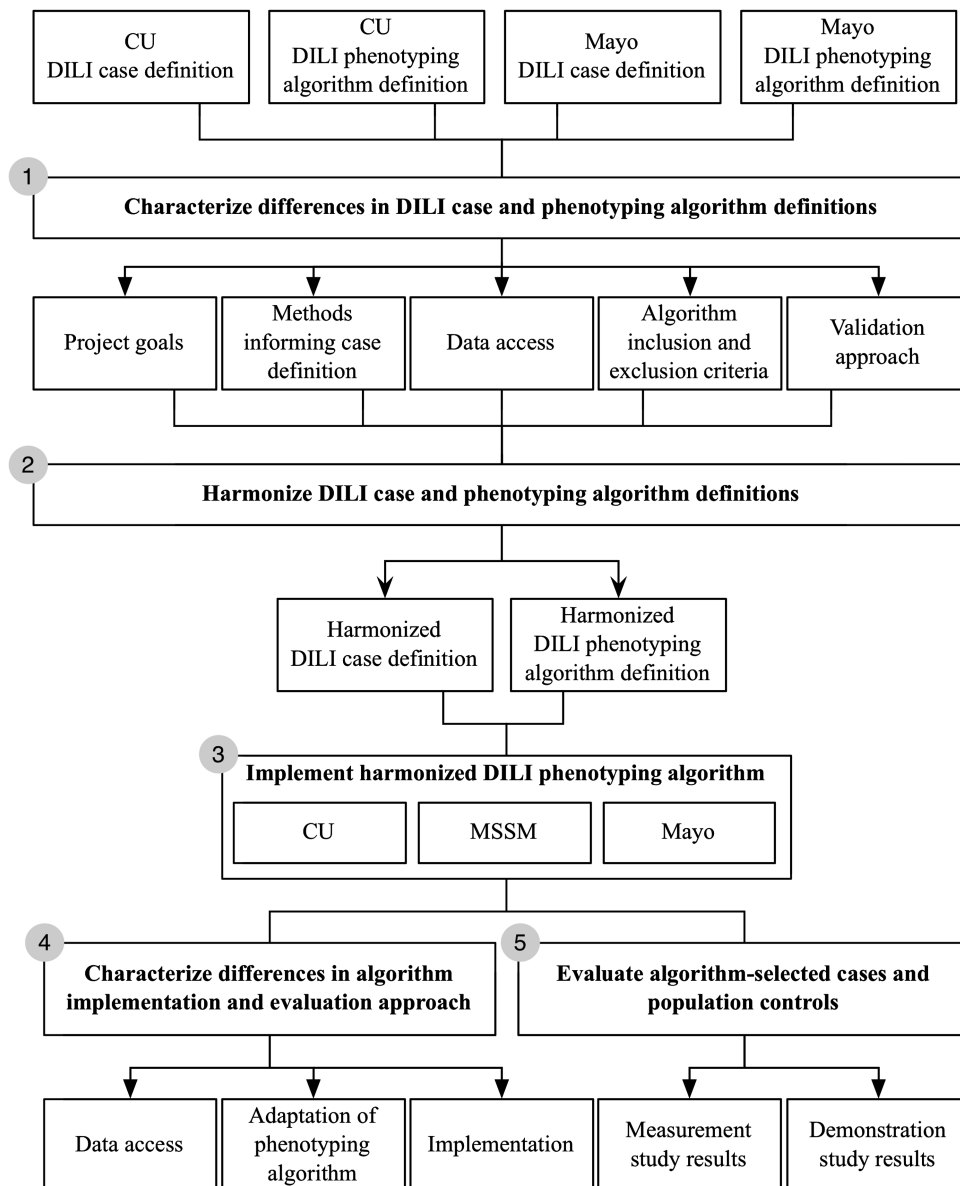 CU
DILI case definition
CU
DILI phenotyping
algorithm definition
Mayo
DILI case definition
Mayo
DILI phenotyping
algorithm definition
1
Characterize differences in DILI case and phenotyping algorithm definitions
Project goals
Methods
informing case
definition
Data access
Algorithm
inclusion and
exclusion criteria
Validation
approach
2
Harmonize DILI case and phenotyping algorithm definitions
Harmonized
DILI case definition
Harmonized
DILI phenotyping
algorithm definition
3
Implement harmonized DILI phenotyping algorithm
CU
MSSM
Mayo
4
Characterize differences in algorithm
implementation and evaluation approach
5
Evaluate algorithm-selected cases and
population controls
Data access
Adaptation of
phenotyping
algorithm
Implementation
Measurement
study results
Demonstration
study results